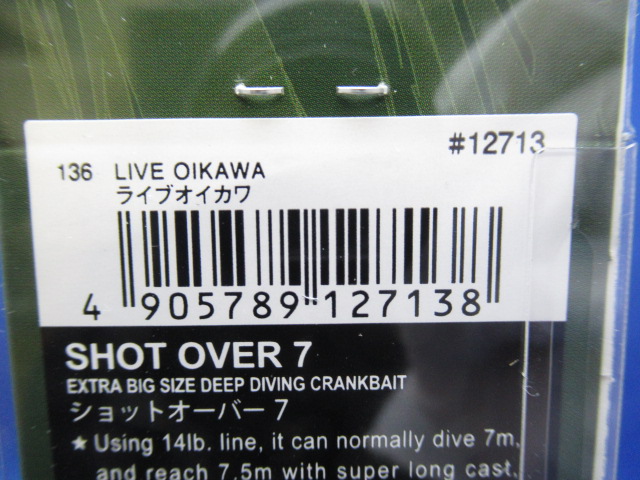 #12713
136 LIVE OIKAWA
ライブオイカワ
4 905789 127138
SHOT OVER 7
EXTRA BIG SIZE DEEP DIVING CRANKBAIT
ショットオーバー 7
★ Using 14lb. line, it can normally dive 7m,
and reach 7.5m with super long cast.